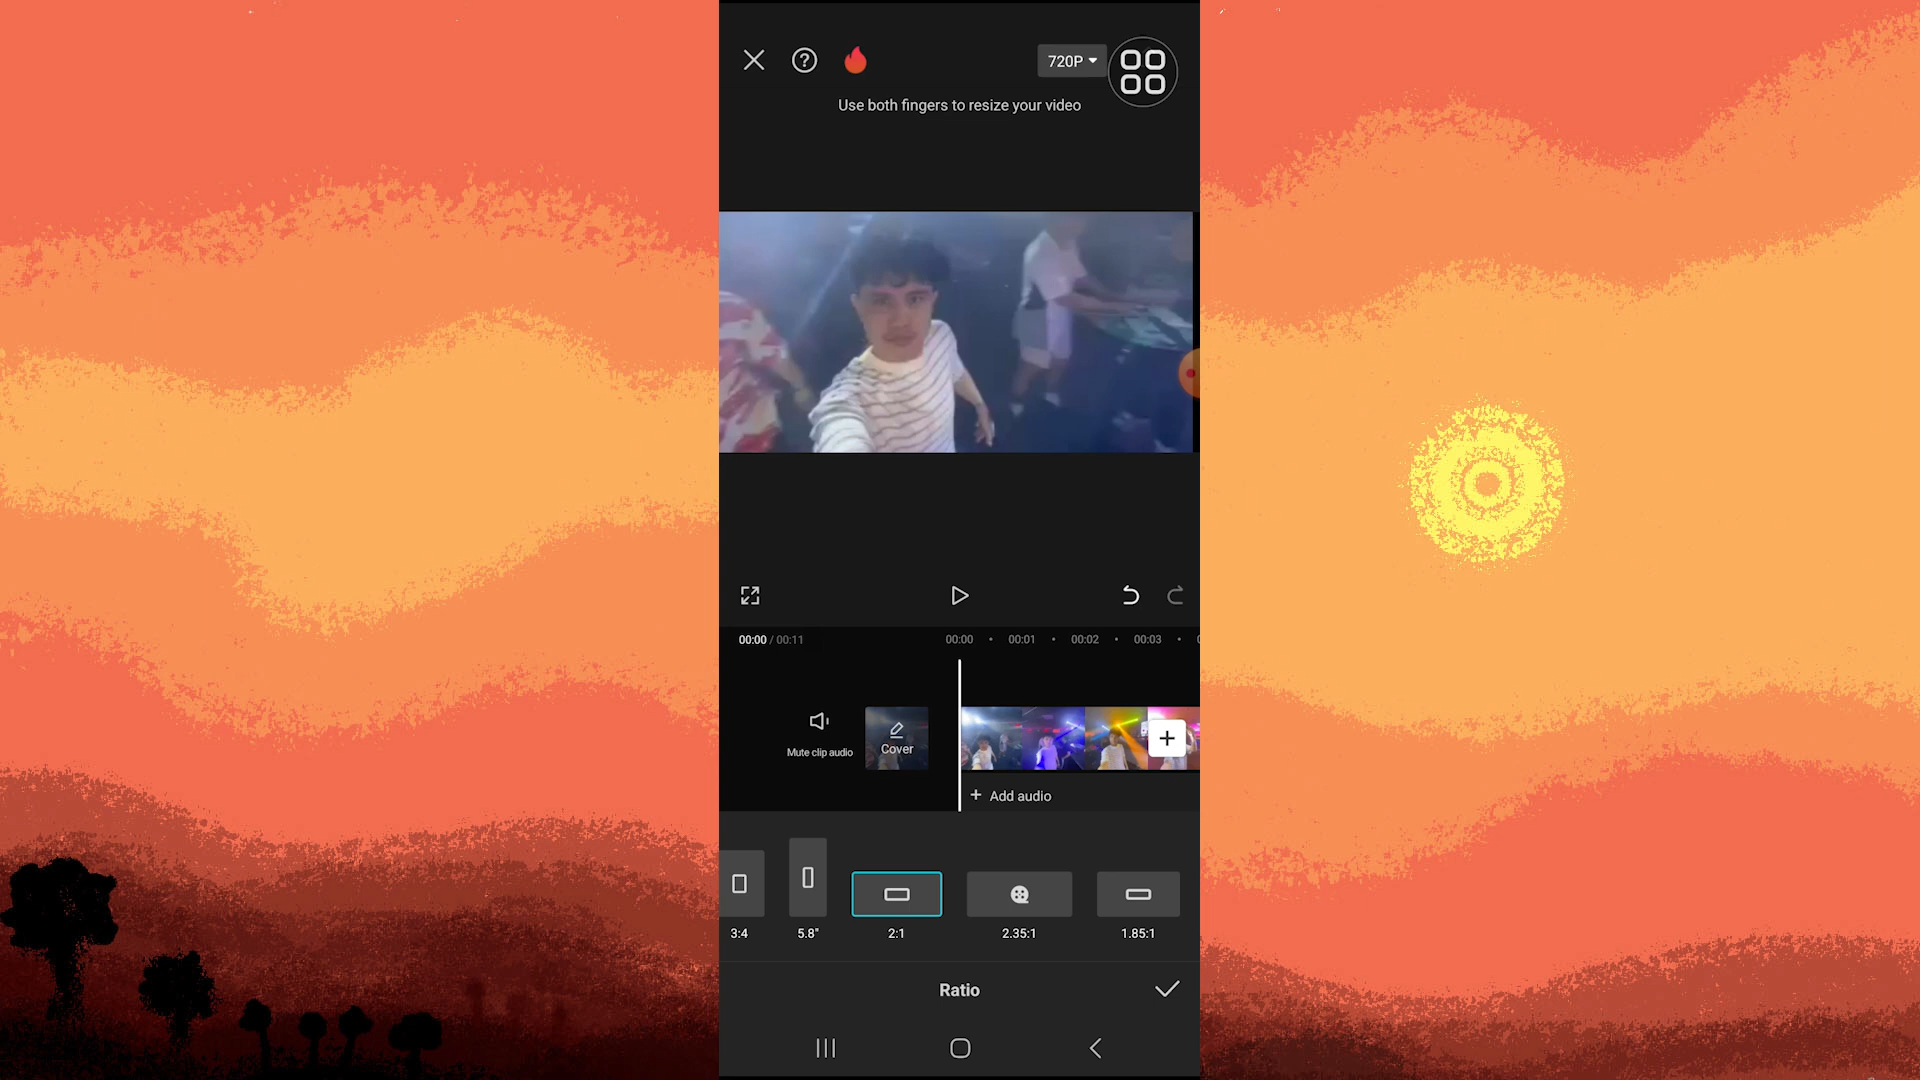 720P
Use both fingers to resize your video
00:00 / 00:11
00:00 00:01 00:02 00:03
Mute clip audio
Cover
+ Add audio
3:4
5.8"
2:1
2.35:1
1.85:1
Ratio